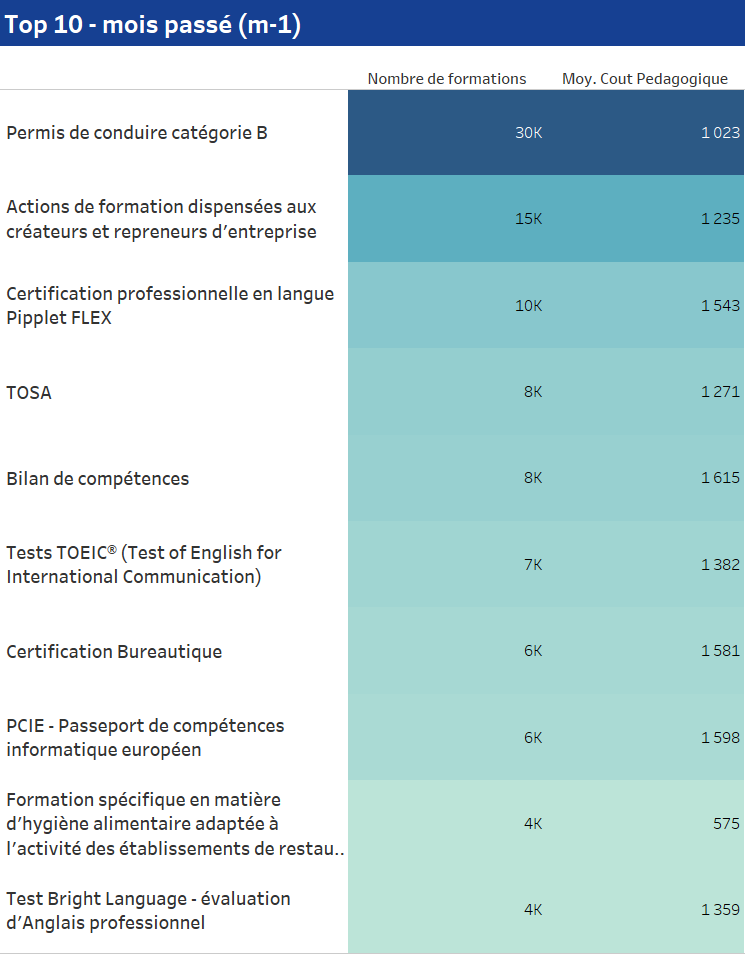 Top 10 - mois passé (m-1)
Nombre de formations Moy. Cout Pedagogique
Permis de conduire catégorie B 30K 1 023
Actions de formation dispensées aux
créateurs et repreneurs d’entreprise 15K 1 235
Certification professionnelle en langue
Pipplet FLEX 10K 1 543
TOSA 8K 1 271
Bilan de compétences 8K 1 615
Tests TOEIC® (Test of English for
International Communication) 7K 1 382
Certification Bureautique 6K 1 581
PCIE - Passeport de compétences
informatique européen 6K 1 598
Formation spécifique en matière
d’hygiène alimentaire adaptée à 4K 575
l’activité des établissements de restau..
Test Bright Language - évaluation
d’Anglais professionnel 4K 1 359